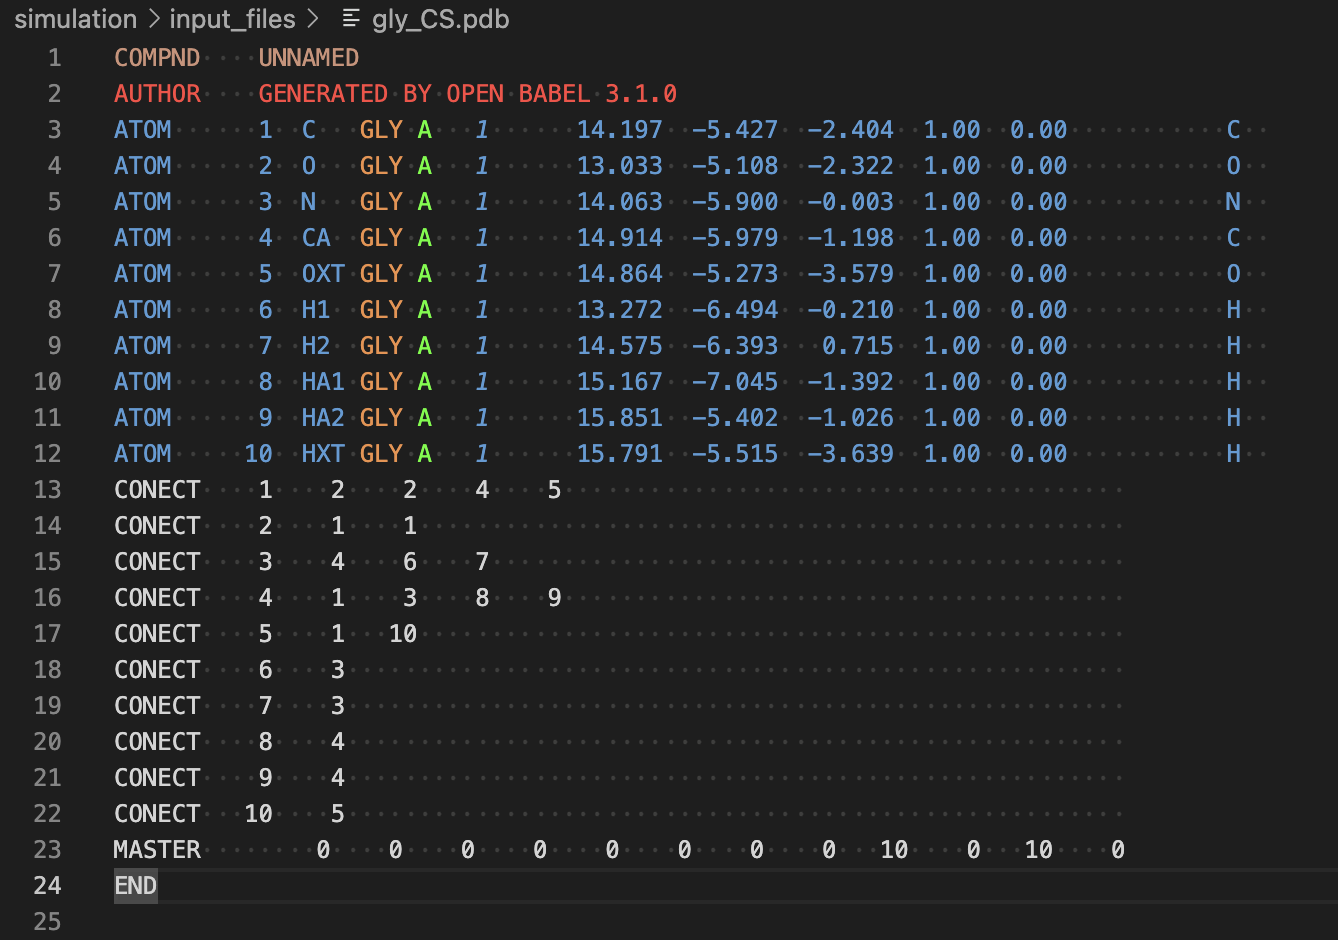 simulation > input_files > gly_CS.pdb
1 COMPND    UNNAMED
2 AUTHOR    GENERATED BY OPEN BABEL 3.1.0
3 ATOM      1  C   GLY A   1      14.197  -5.427  -2.404  1.00  0.00           C
4 ATOM      2  O   GLY A   1      13.033  -5.108  -2.322  1.00  0.00           O
5 ATOM      3  N   GLY A   1      14.063  -5.900  -0.003  1.00  0.00           N
6 ATOM      4  CA  GLY A   1      14.914  -5.979  -1.198  1.00  0.00           C
7 ATOM      5  OXT GLY A   1      14.864  -5.273  -3.579  1.00  0.00           O
8 ATOM      6  H1  GLY A   1      13.272  -6.494  -0.210  1.00  0.00           H
9 ATOM      7  H2  GLY A   1      14.575  -6.393   0.715  1.00  0.00           H
10 ATOM      8  HA1 GLY A   1      15.167  -7.045  -1.392  1.00  0.00           H
11 ATOM      9  HA2 GLY A   1      15.851  -5.402  -1.026  1.00  0.00           H
12 ATOM     10  HXT GLY A   1      15.791  -5.515  -3.639  1.00  0.00           H
13 CONECT    1    2    2    4    5
14 CONECT    2    1    1
15 CONECT    3    4    6    7
16 CONECT    4    1    3    8    9
17 CONECT    5    1   10
18 CONECT    6    3
19 CONECT    7    3
20 CONECT    8    4
21 CONECT    9    4
22 CONECT   10    5
23 MASTER        0    0    0    0    0    0    0    0   10    0   10    0
24 END
25